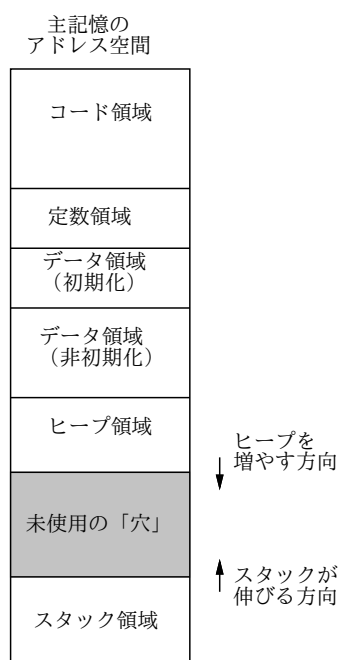 主記憶の
アドレス空間
コード領域
定数領域
データ領域
(初期化)
データ領域
(非初期化)
ヒープ領域
ヒープを
増やす方向
未使用の「穴」
スタックが
伸びる方向
スタック領域